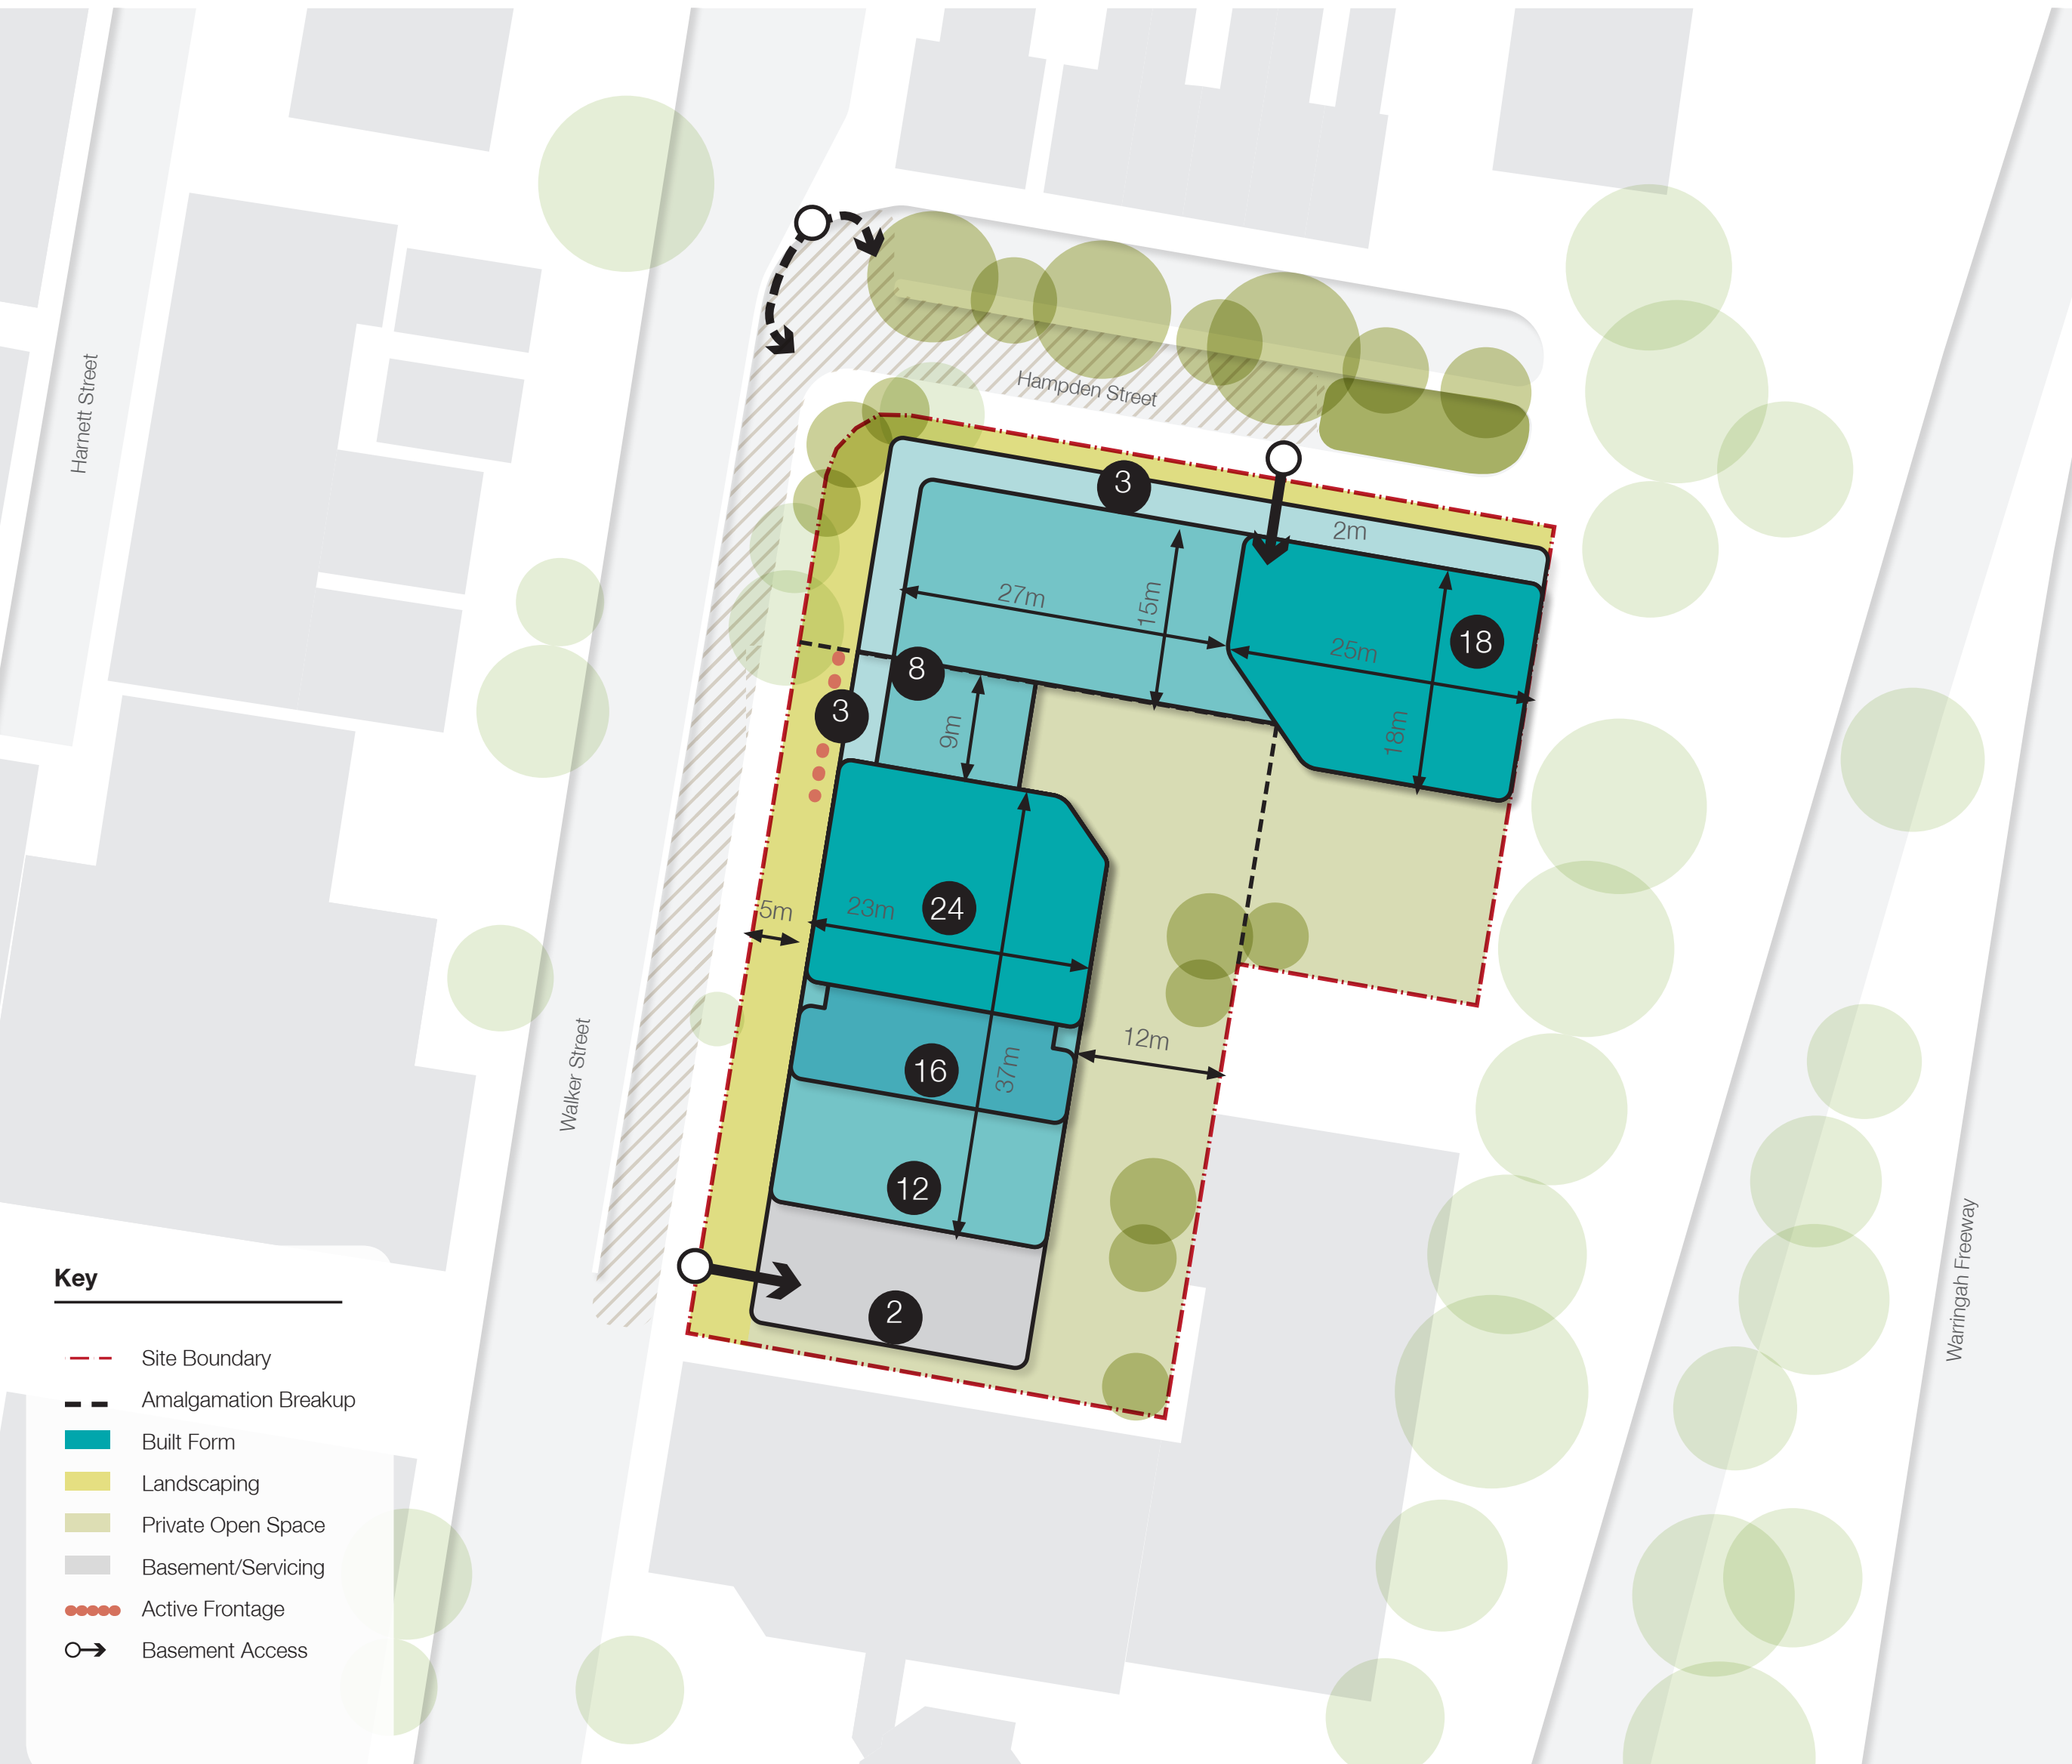 Hampden Street
Harnett Street
3
2m
27m
15m
18
25m
8
3
9m
18m
5m
23m
24
12m
Walker Street
16
37m
12
2
Warringah Freeway
Key
Site Boundary
Amalgamation Breakup
Built Form
Landscaping
Private Open Space
Basement/Servicing
Active Frontage
Basement Access